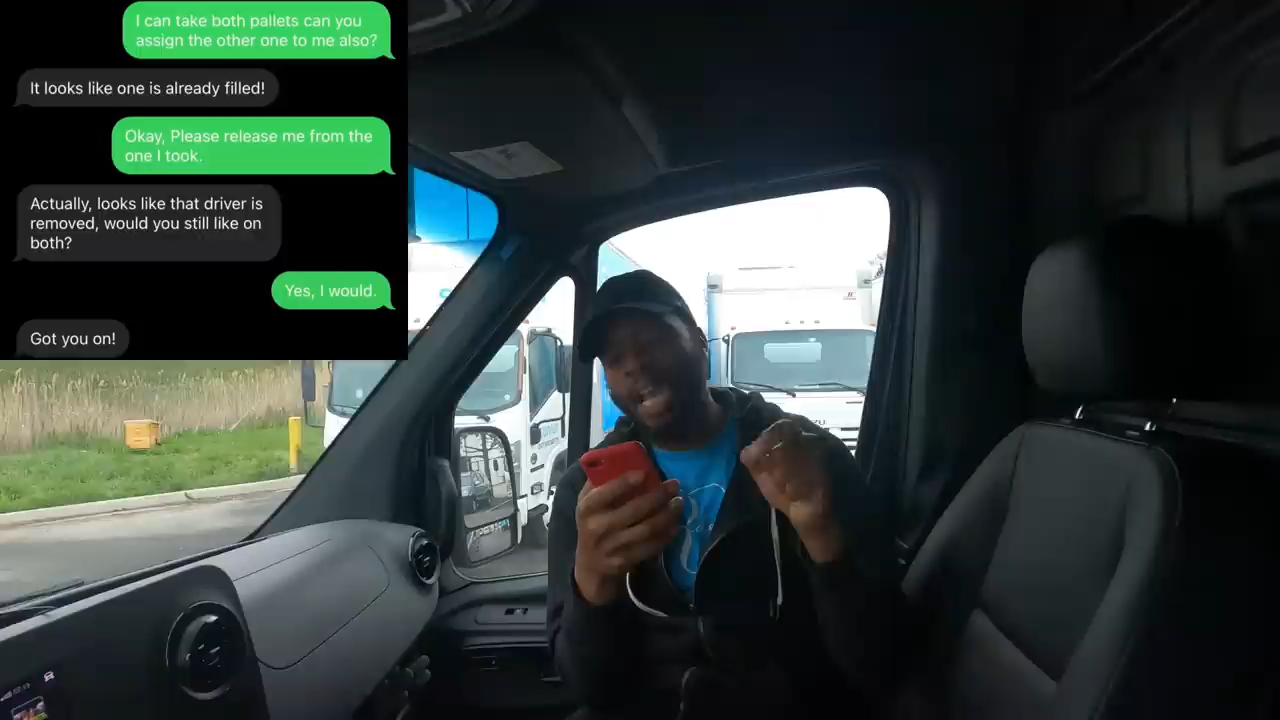 I can take both pallets can you
assign the other one to me also?
It looks like one is already filled!
Okay, Please release me from the
one I took.
Actually, looks like that driver is
removed, would you still like on
both?
Yes, I would.
Got you on!